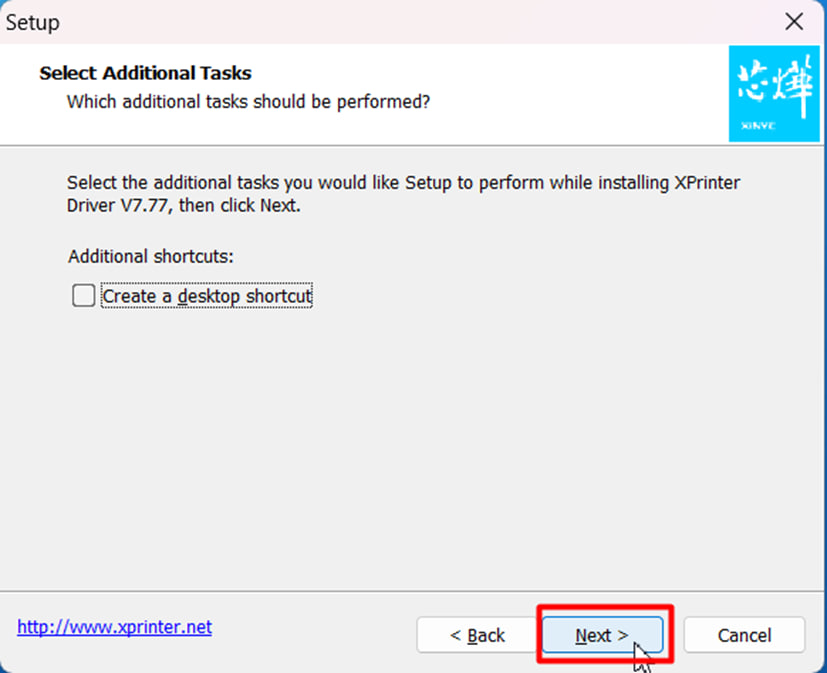 Setup
Select Additional Tasks
Which additional tasks should be performed?
芯烨
XINYE
Select the additional tasks you would like Setup to perform while installing XPrinter
Driver V7.77, then click Next.
Additional shortcuts:
Create a desktop shortcut
http://www.xprinter.net
< Back
Next >
Cancel